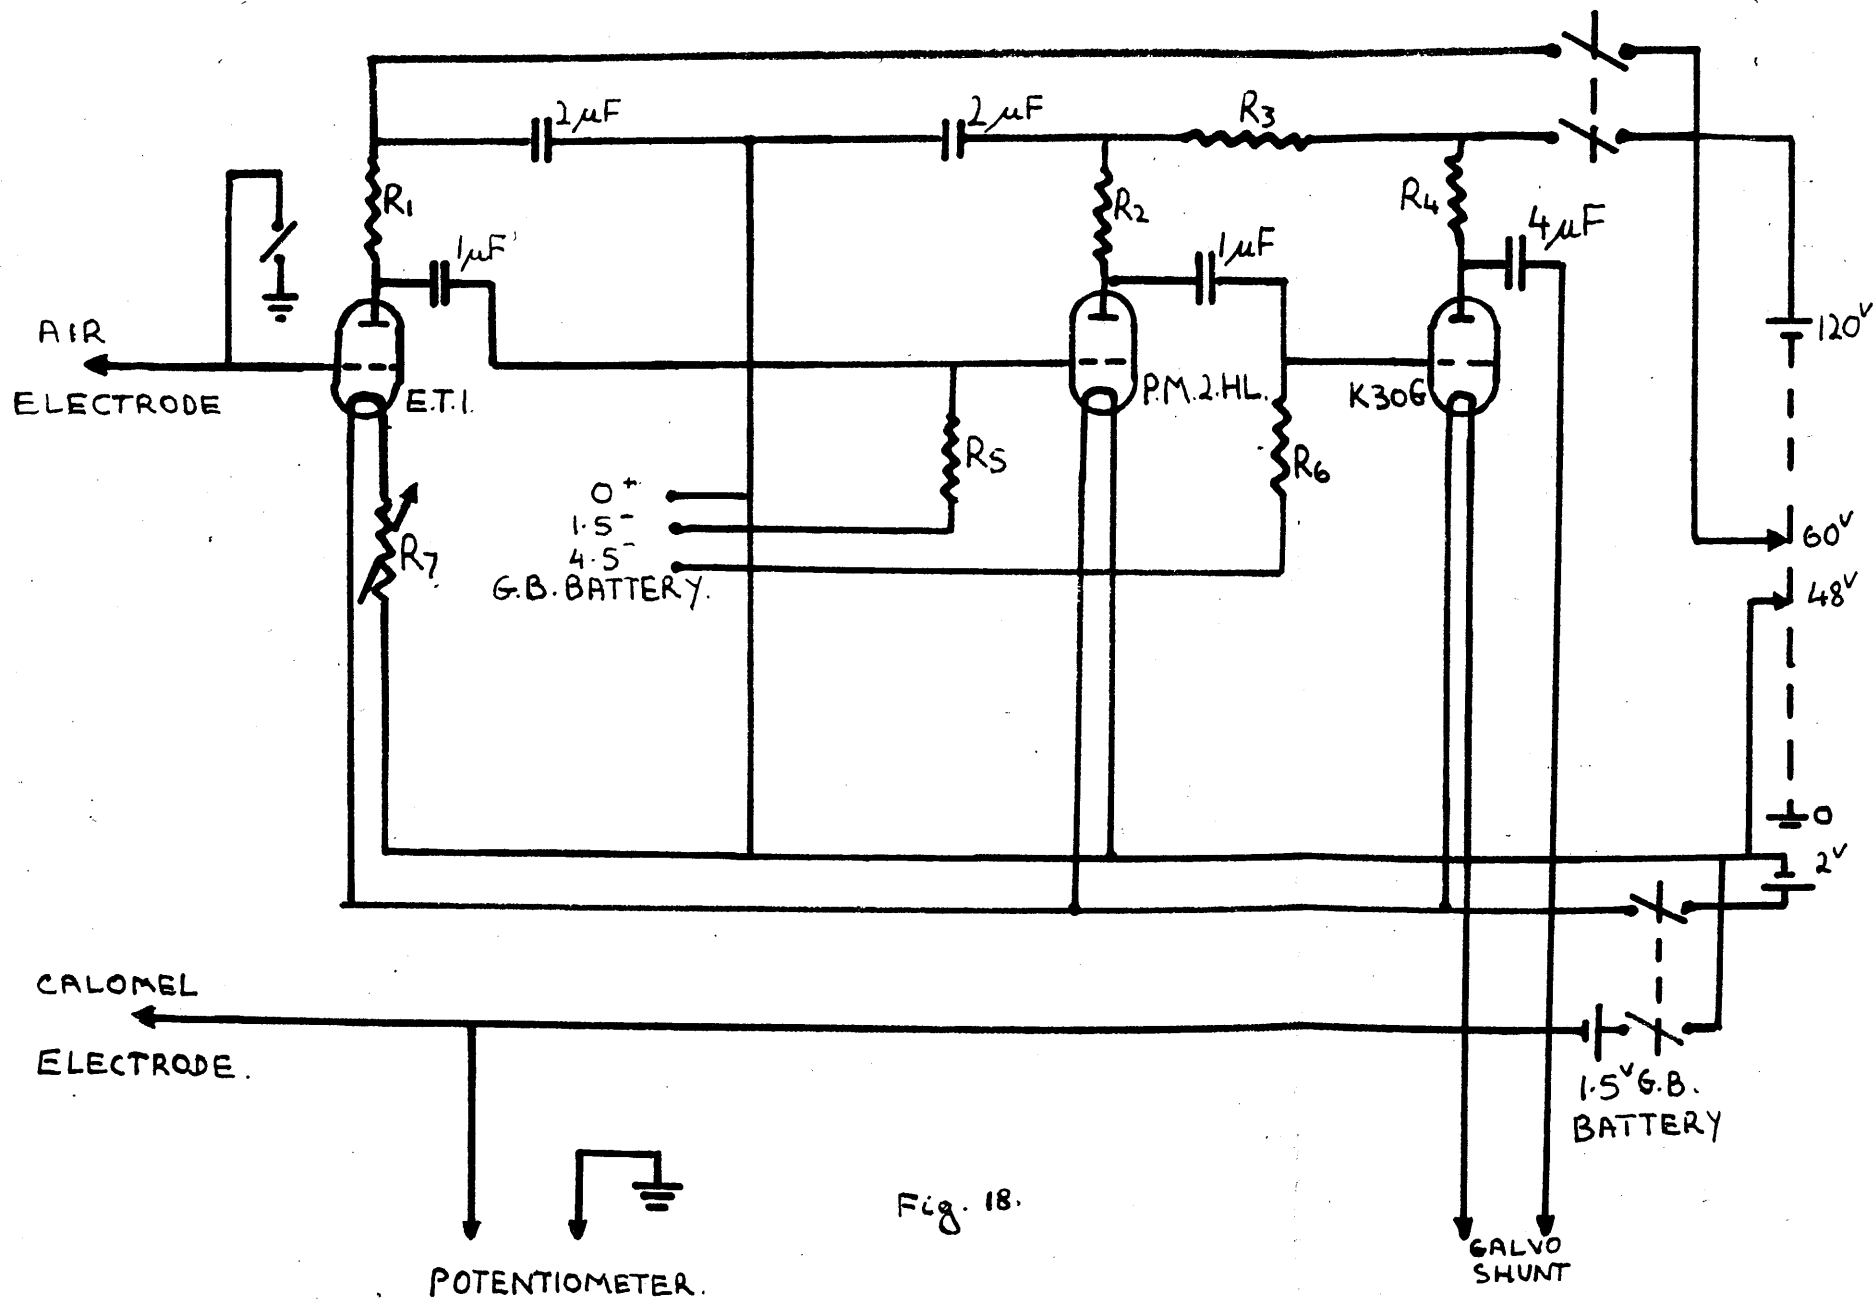 2μF
2μF
R3
R1
R2
R4
4μF
1μF
1μF
AIR
ELECTRODE
120V
E.T.1.
P.M.2.HL.
K30G
R5
R6
0+
1.5-
4.5-
G.B. BATTERY.
R7
60V
48V
0
2V
CALOMEL
ELECTRODE.
1.5V G.B.
BATTERY
Fig. 18.
GALVO
SHUNT
POTENTIOMETER.